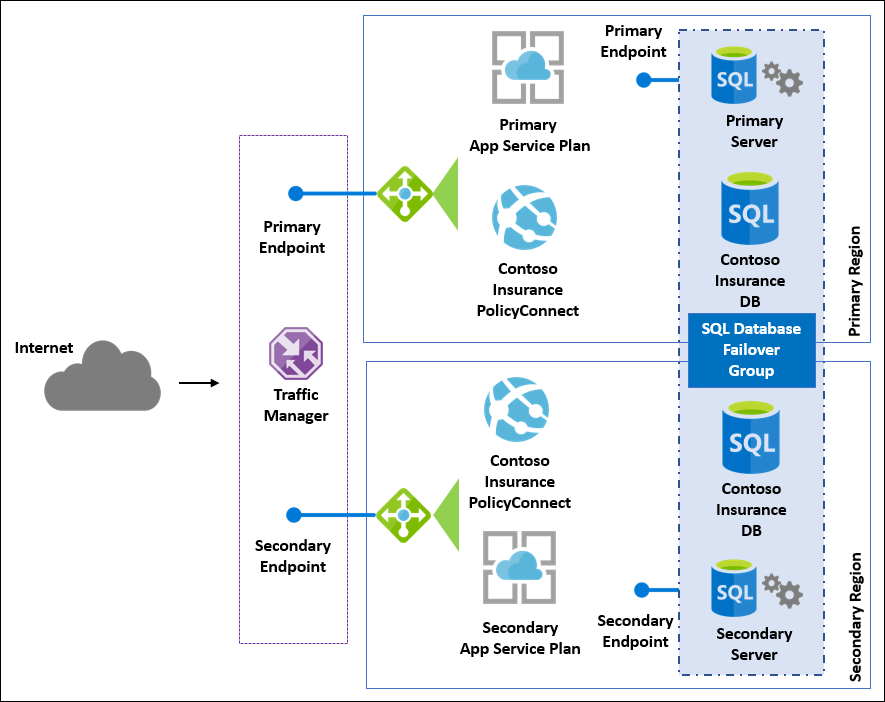 Internet
Primary
Endpoint
Traffic
Manager
Secondary
Endpoint
Primary
App Service Plan
Contoso
Insurance
PolicyConnect
Primary
Endpoint
SQL
Primary
Server
SQL
Contoso
Insurance
DB
Primary Region
SQL Database
Failover
Group
Contoso
Insurance
PolicyConnect
Secondary
App Service Plan
Secondary
Endpoint
SQL
Contoso
Insurance
DB
SQL
Secondary
Server
Secondary Region